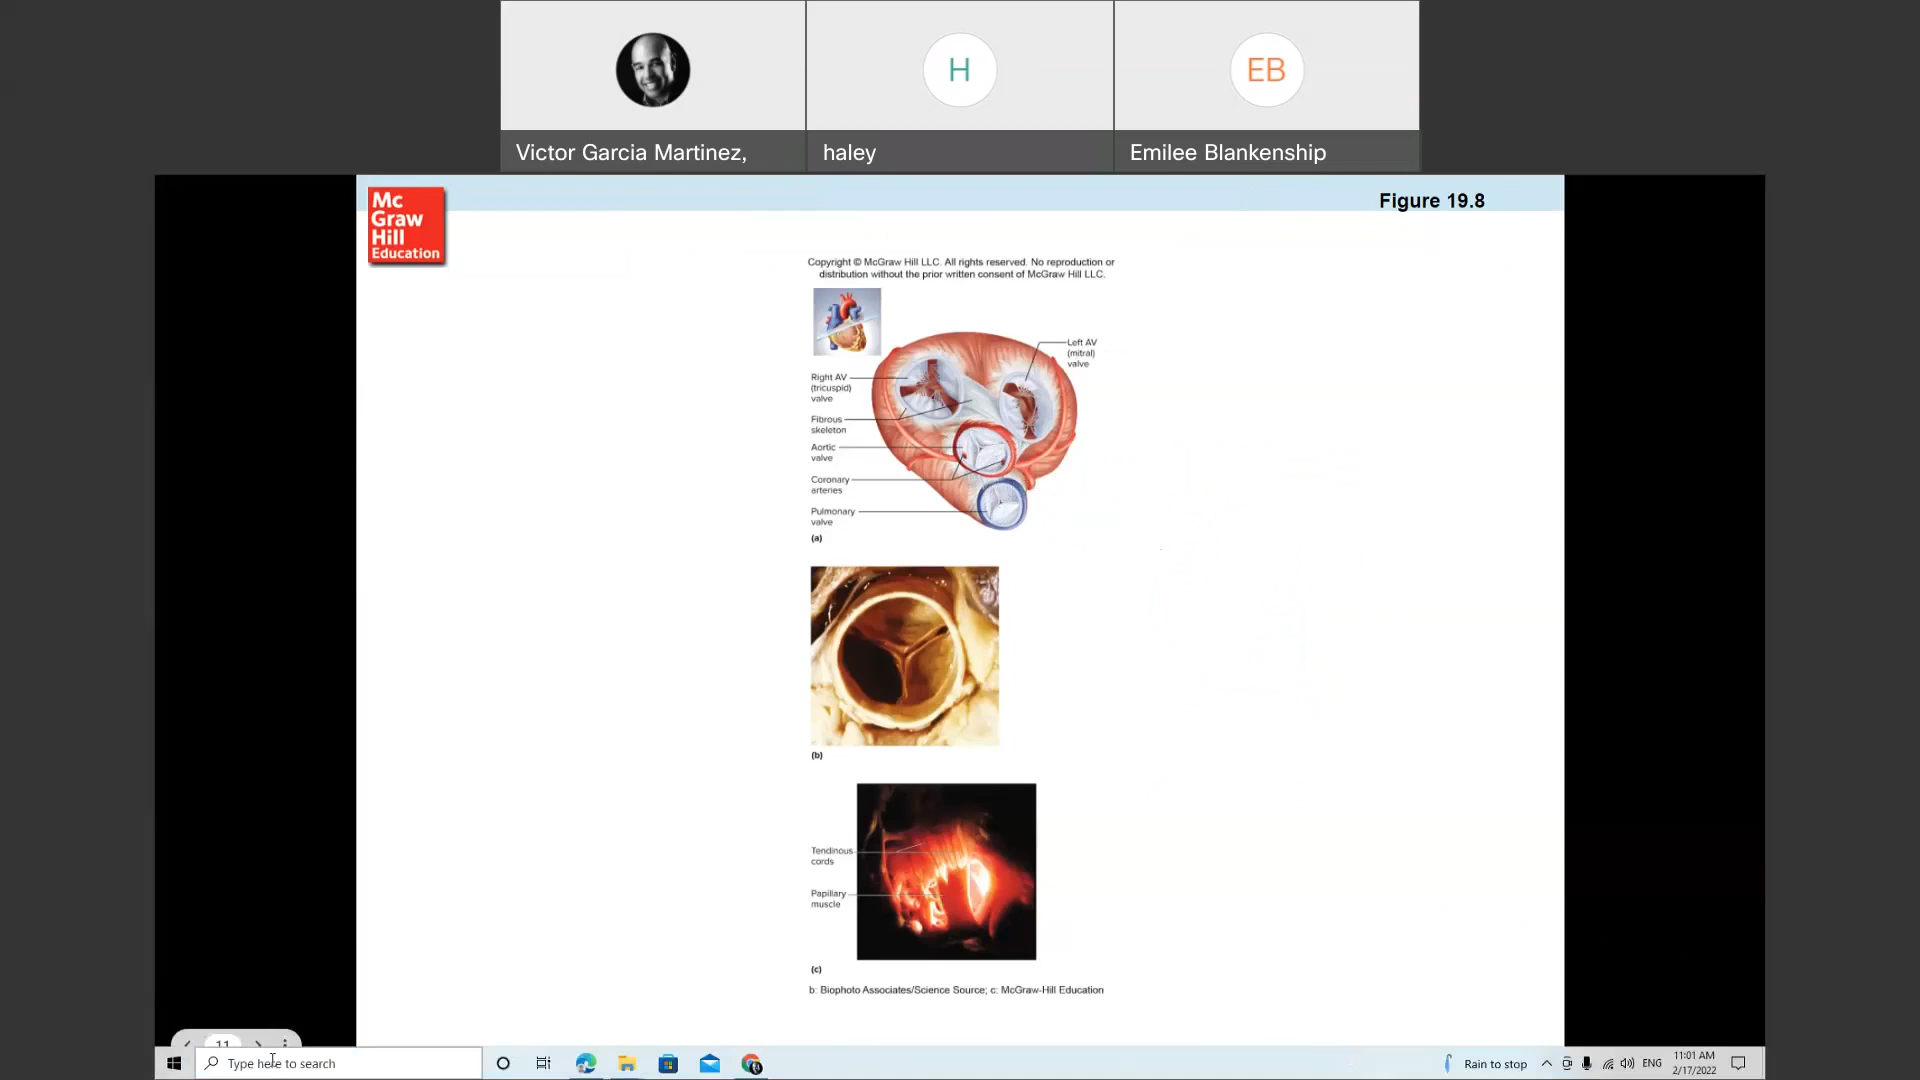 H
EB
Victor Garcia Martinez,
haley
Emilee Blankenship
Mc
Graw
Hill
Education
Figure 19.8
Copyright © McGraw Hill LLC. All rights reserved. No reproduction or
distribution without the prior written consent of McGraw Hill LLC.
Left AV
(mitral)
valve
Right AV
(tricuspid)
valve
Fibrous
skeleton
Aortic
valve
Coronary
arteries
Pulmonary
valve
(a)
(b)
Tendinous
cords
Papillary
muscle
(c)
b: Biophoto Associates/Science Source; c: McGraw-Hill Education
11
Type here to search
Rain to stop
ENG
11:01 AM
2/17/2022